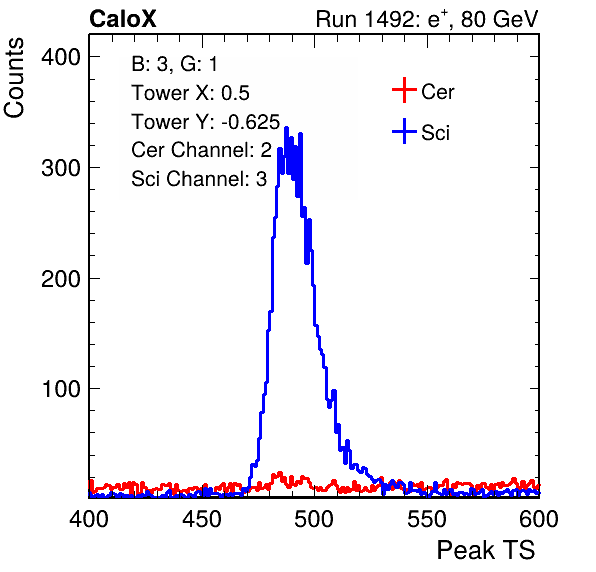 CaloX
Run 1492: e+, 80 GeV
Counts
B: 3, G: 1
Tower X: 0.5
Tower Y: -0.625
Cer Channel: 2
Sci Channel: 3
Cer
Sci
400
300
200
100
400 450 500 550 600
Peak TS